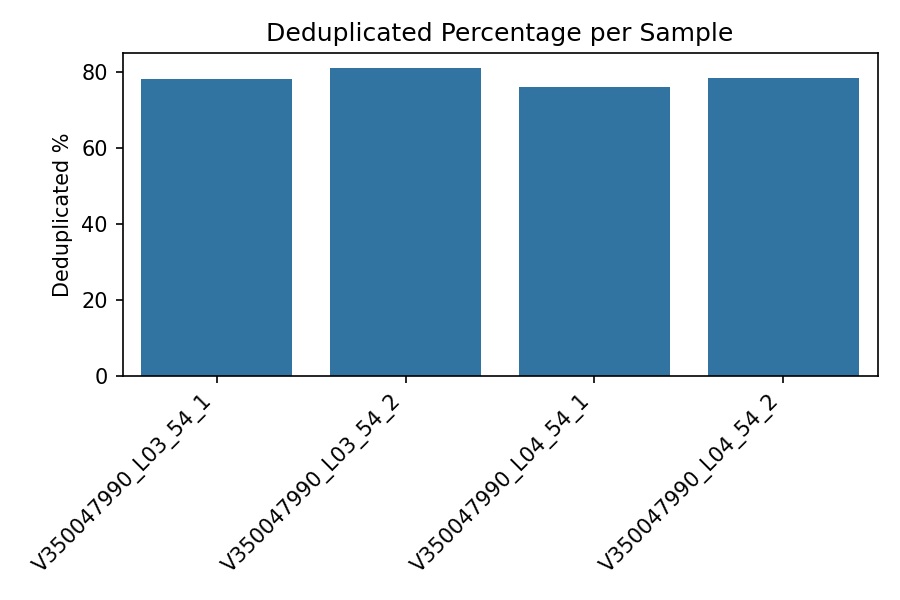 Deduplicated Percentage per Sample
Deduplicated %
80
60
40
20
0
V350047990_L03_54_1
V350047990_L03_54_2
V350047990_L04_54_1
V350047990_L04_54_2